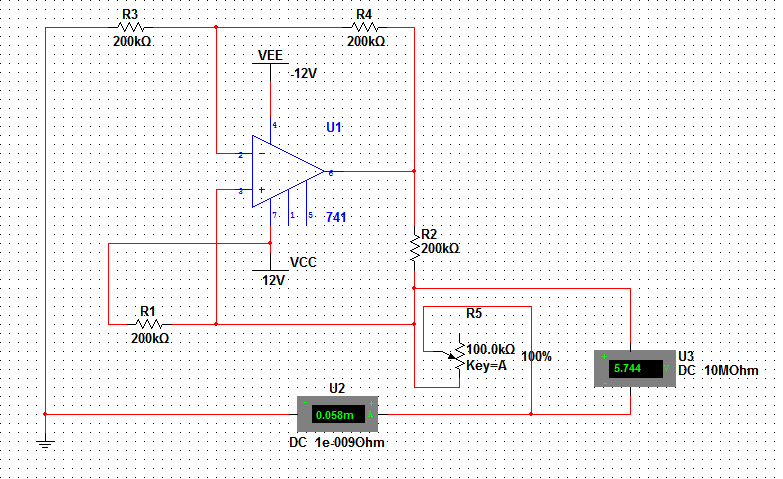 R3
200kΩ
R4
200kΩ
VEE
-12V
U1
4
2
3
6
7
1
5
741
VCC
12V
R2
200kΩ
R1
200kΩ
R5
100.0kΩ
Key=A
100%
U3
DC 10MOhm
5.744
U2
0.058m
DC 1e-009Ohm